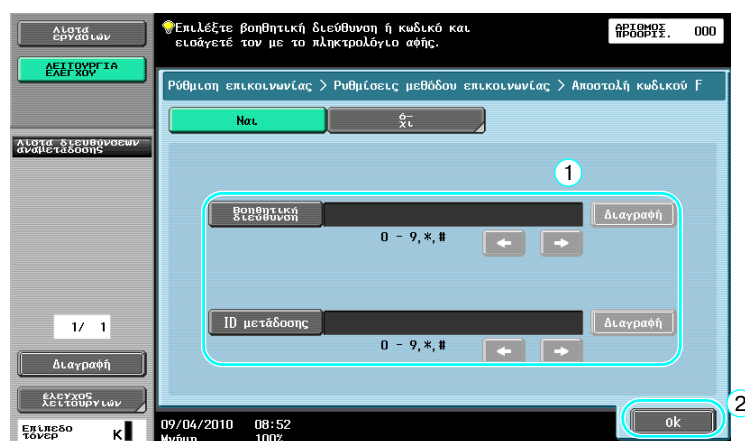 Λίστα
εργασιών
Επιλέξτε βοηθητική διεύθυνση ή κωδικό και
εισάγετέ τον με το πληκτρολόγιο αφής.
ΑΡΙΘΜΟΣ
ΠΡΟΟΡΙΣ.
000
ΛΕΙΤΟΥΡΓΙΑ
ΕΛΕΓΧΟΥ
Ρύθμιση επικοινωνίας > Ρυθμίσεις μεθόδου επικοινωνίας > Αποστολή κωδικού F
Ναι
ό-
χι
Λίστα διευθύνσεων
αναμετάδοσης
1
Βοηθητική
διεύθυνση
Διαγραφή
0 - 9,*,#
ID μετάδοσης
Διαγραφή
0 - 9,*,#
1/ 1
Διαγραφή
έλεγχος
λειτουργιών
2
ok
Επίπεδο
τόνερ
K
09/04/2010 08:52
Μνήμη 100%